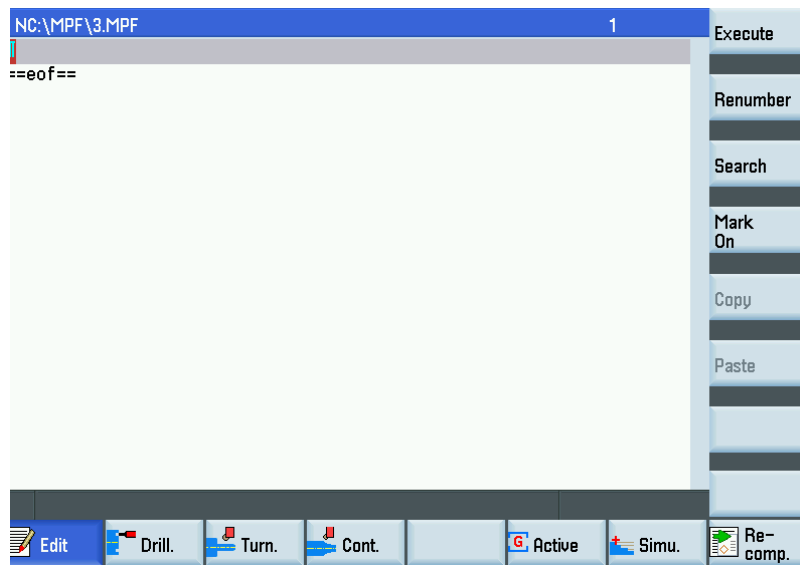 NC:\MPF\3.MPF 1
==eof==
Execute
Renumber
Search
Mark
On
Copy
Paste
Edit
Drill.
Turn.
Cont.
G Active
Simu.
Re-
comp.